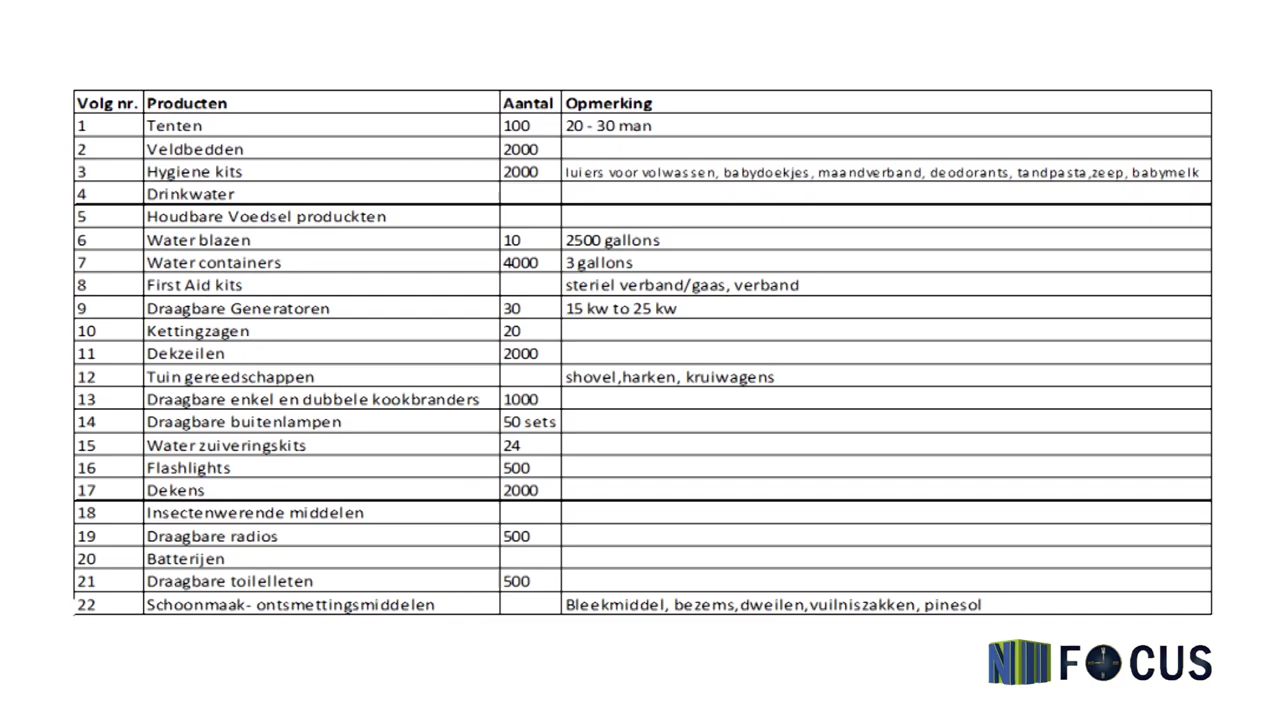 Volg nr. Producten Aantal Opmerking
1 Tenten 100 20 - 30 man
2 Veldbedden 2000
3 Hygiene kits 2000 luiers voor volwassen, babydoekjes, maandverband, deodorants, tandpasta,zeep, babymelk
4 Drinkwater
5 Houdbare Voedsel produckten
6 Water blazen 10 2500 gallons
7 Water containers 4000 3 gallons
8 First Aid kits steriel verband/gaas, verband
9 Draagbare Generatoren 30 15 kw to 25 kw
10 Kettingzagen 20
11 Dekzeilen 2000
12 Tuin gereedschappen shovel,harken, kruiwagens
13 Draagbare enkel en dubbele kookbranders 1000
14 Draagbare buitenlampen 50 sets
15 Water zuiveringskits 24
16 Flashlights 500
17 Dekens 2000
18 Insectenwerende middelen
19 Draagbare radios 500
20 Batterijen
21 Draagbare toilelleten 500
22 Schoonmaak- ontsmettingsmiddelen Bleekmiddel, bezems,dweilen,vuilniszakken, pinesol
FOCUS